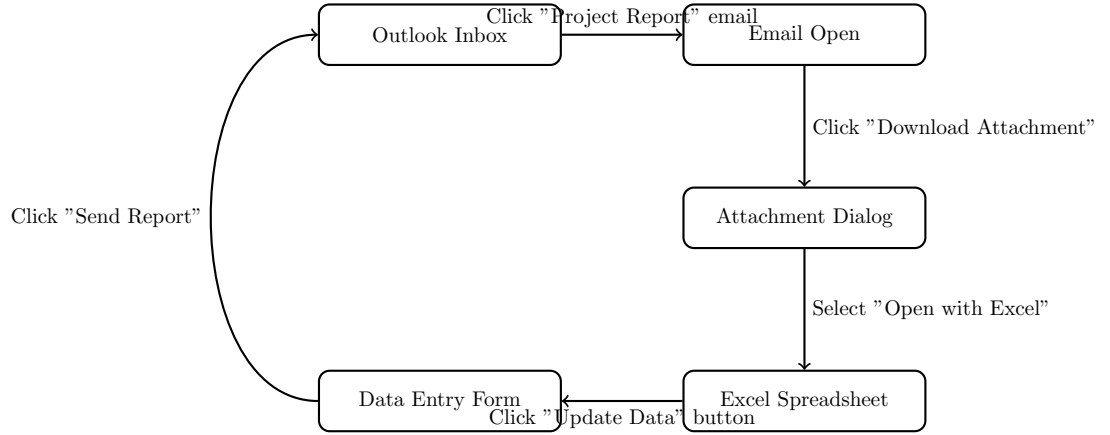 Click ”Project Report” email
Outlook Inbox
Email Open
Click ”Download Attachment”
Click ”Send Report”
Attachment Dialog
Select ”Open with Excel”
Data Entry Form
Excel Spreadsheet
Click ”Update Data” button